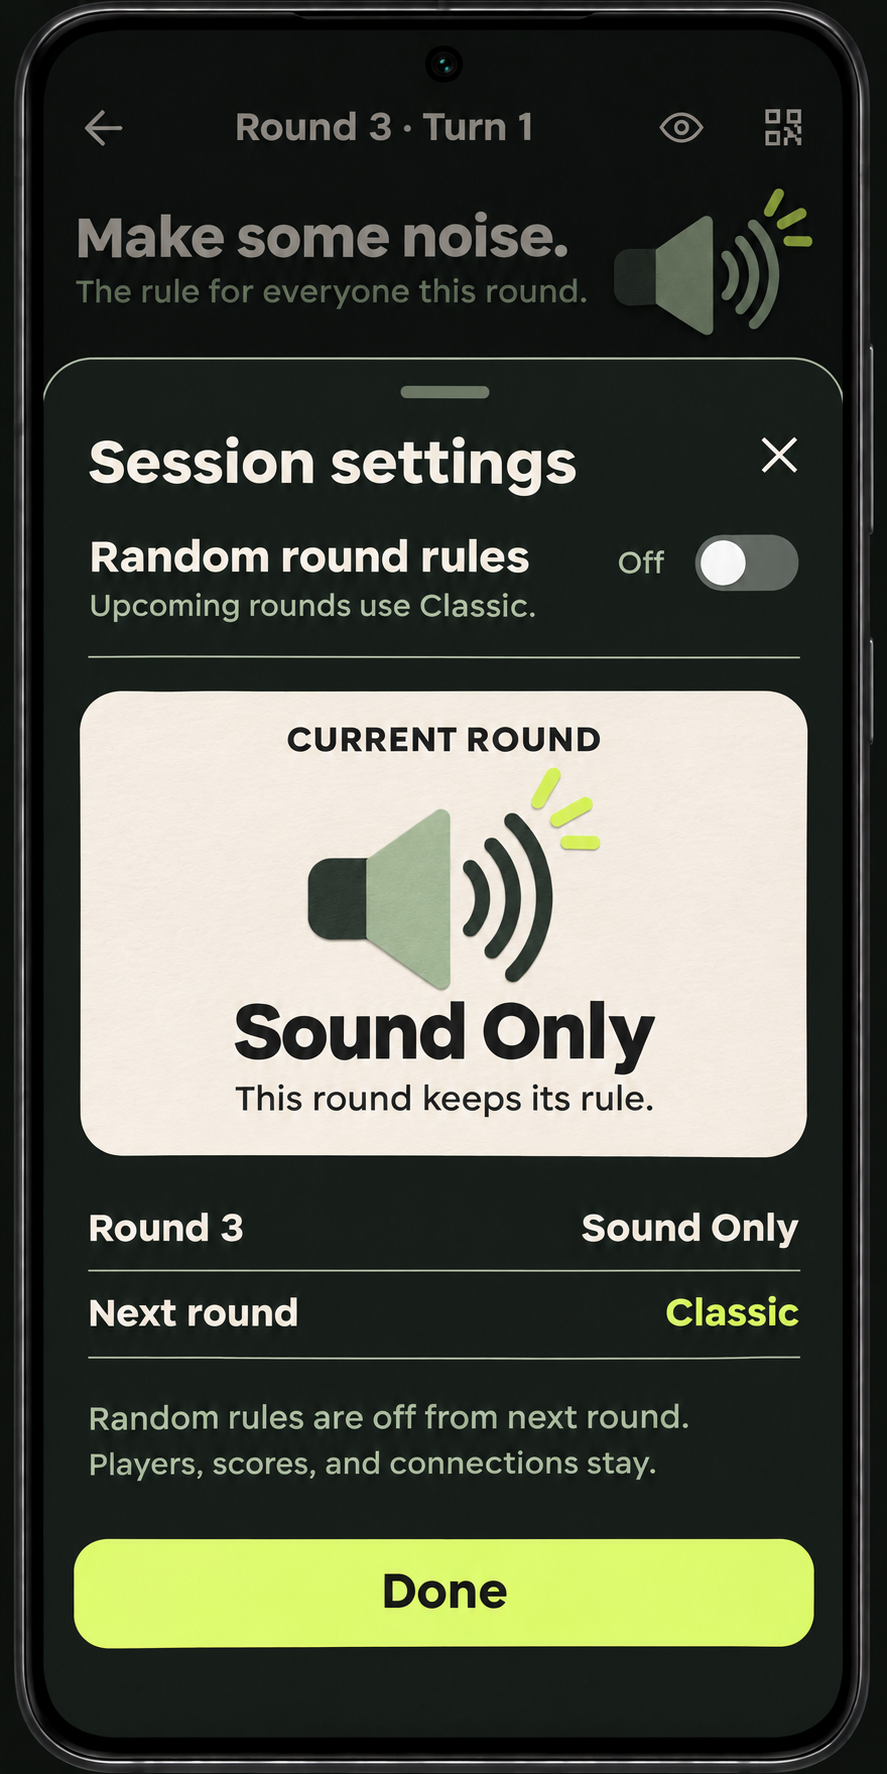 Round 3 · Turn 1
Make some noise.
The rule for everyone this round.
Session settings
Random round rules
Off
Upcoming rounds use Classic.
CURRENT ROUND
Sound Only
This round keeps its rule.
Round 3
Sound Only
Next round
Classic
Random rules are off from next round.
Players, scores, and connections stay.
Done